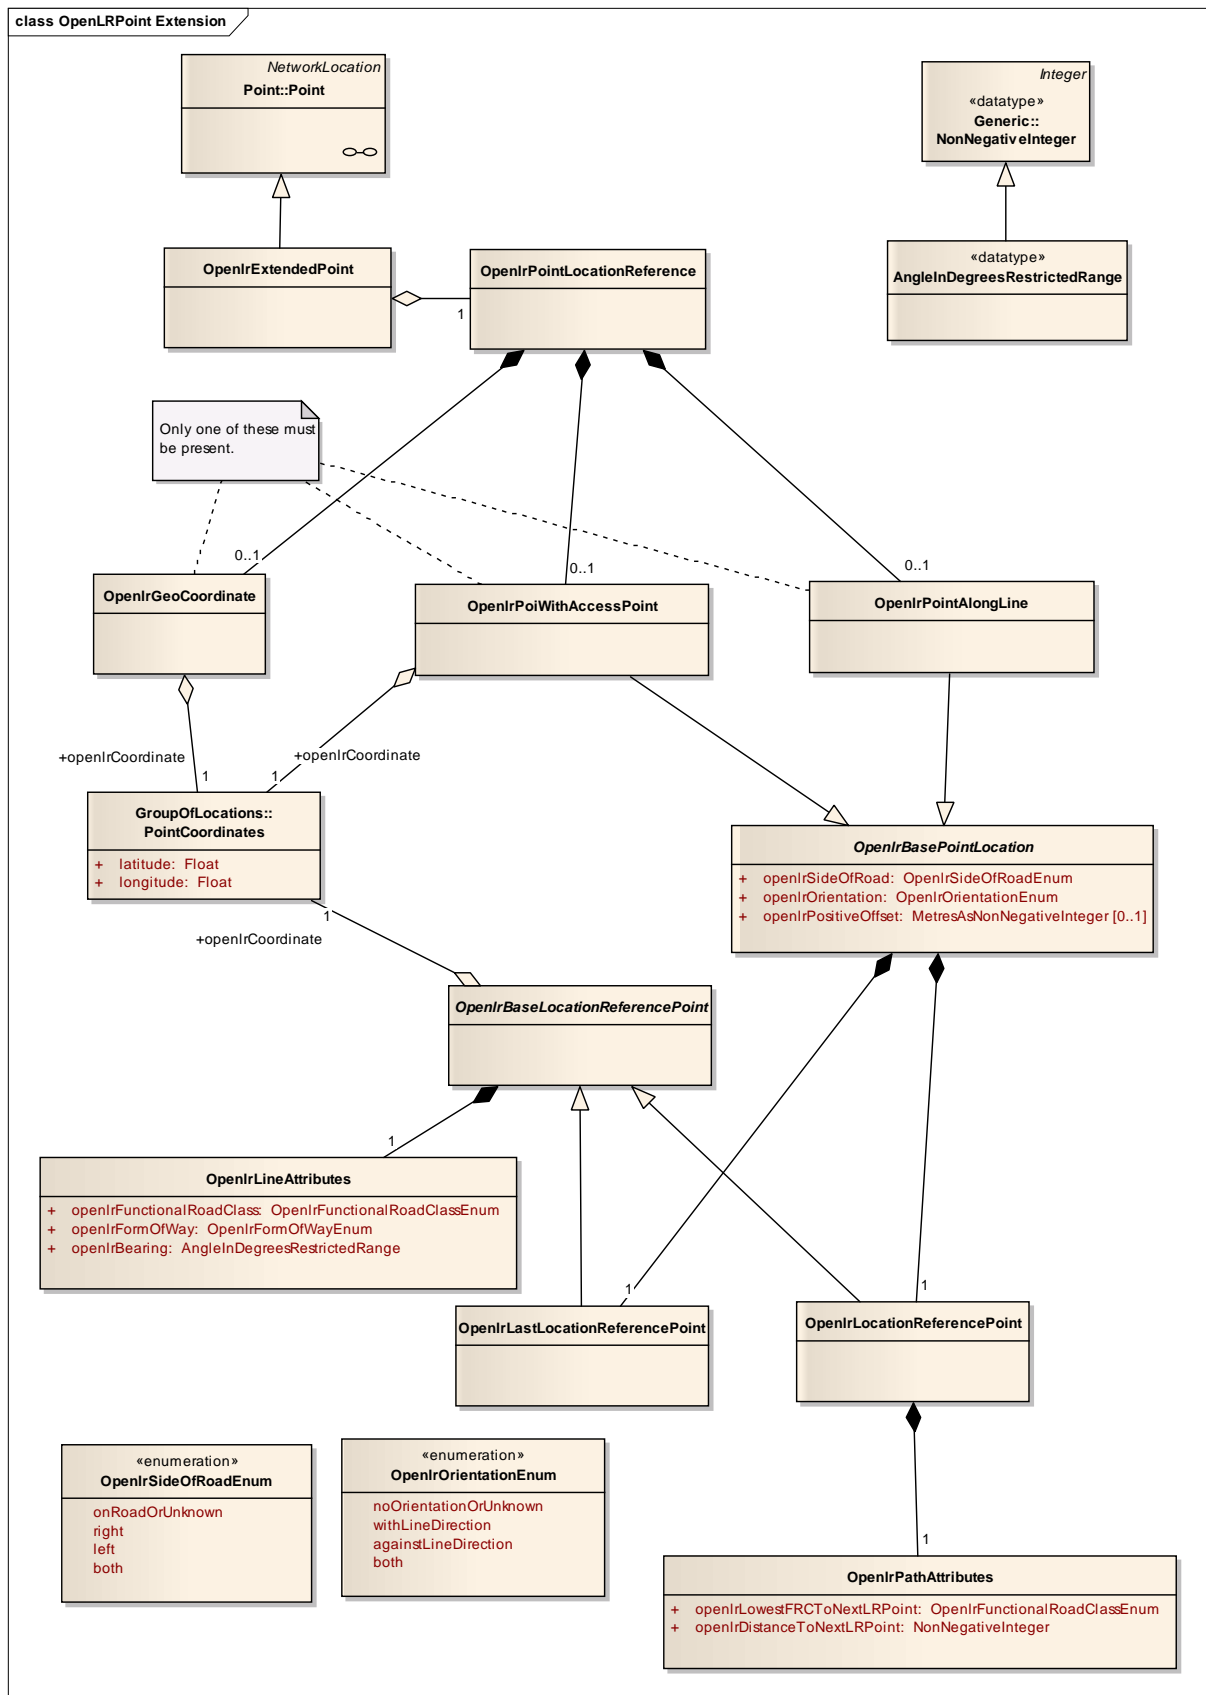 class OpenLRPoint Extension
NetworkLocation
Point::Point
Integer
«datatype»
Generic::
NonNegativeInteger
OpenlrExtendedPoint
OpenlrPointLocationReference
1
«datatype»
AngleInDegreesRestrictedRange
Only one of these must
be present.
0..1
0..1
0..1
OpenlrGeoCoordinate
OpenlrPoiWithAccessPoint
OpenlrPointAlongLine
+openlrCoordinate
1
+openlrCoordinate
1
GroupOfLocations::
PointCoordinates
+ latitude: Float
+ longitude: Float
OpenlrBasePointLocation
+ openlrSideOfRoad: OpenlrSideOfRoadEnum
+ openlrOrientation: OpenlrOrientationEnum
+ openlrPositiveOffset: MetresAsNonNegativeInteger [0..1]
1
+openlrCoordinate
OpenlrBaseLocationReferencePoint
1
OpenlrLineAttributes
+ openlrFunctionalRoadClass: OpenlrFunctionalRoadClassEnum
+ openlrFormOfWay: OpenlrFormOfWayEnum
+ openlrBearing: AngleInDegreesRestrictedRange
1
1
OpenlrLastLocationReferencePoint
OpenlrLocationReferencePoint
«enumeration»
OpenlrSideOfRoadEnum
onRoadOrUnknown
right
left
both
«enumeration»
OpenlrOrientationEnum
noOrientationOrUnknown
withLineDirection
againstLineDirection
both
1
OpenlrPathAttributes
+ openlrLowestFRCToNextLRPoint: OpenlrFunctionalRoadClassEnum
+ openlrDistanceToNextLRPoint: NonNegativeInteger